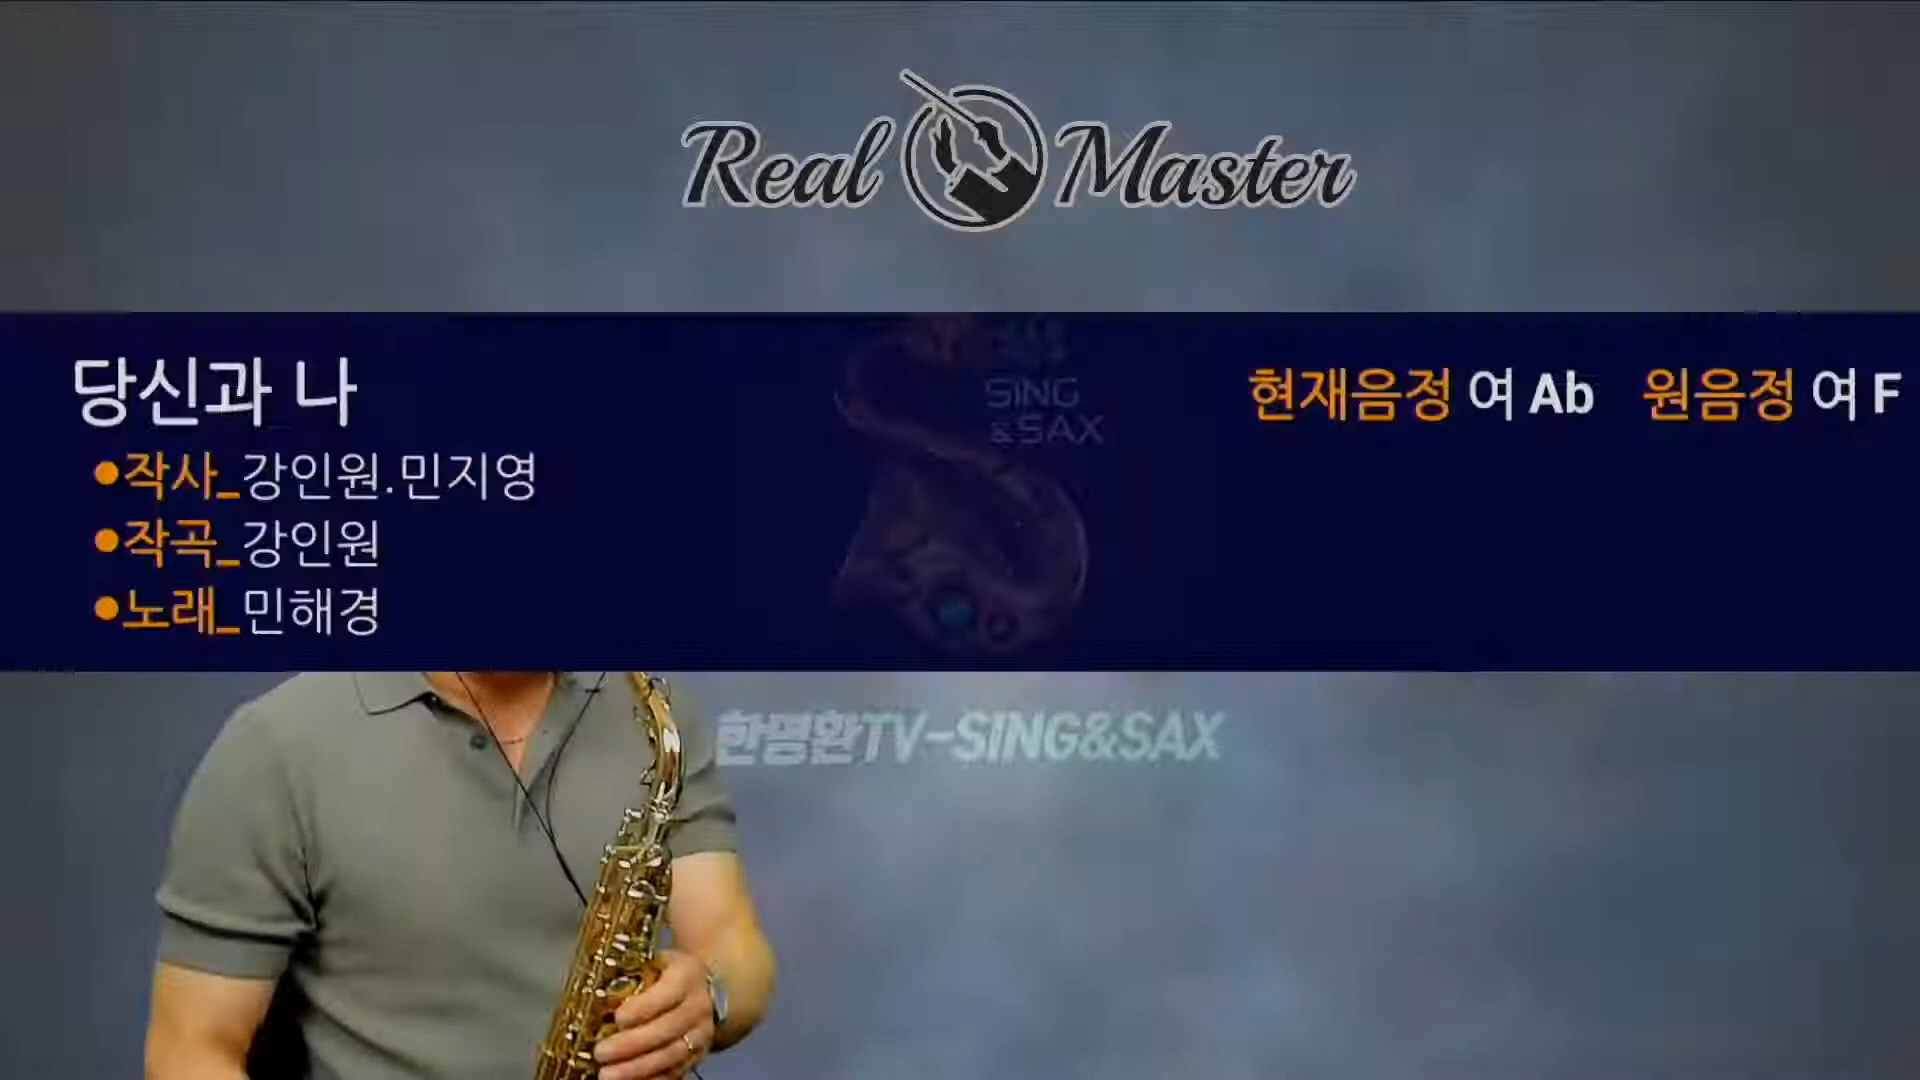 Real Master
당신과 나
현재음정 여 Ab 원음정 여 F
SING
&SAX
●작사_강인원.민지영
●작곡_강인원
●노래_민해경
한명환TV-SING&SAX